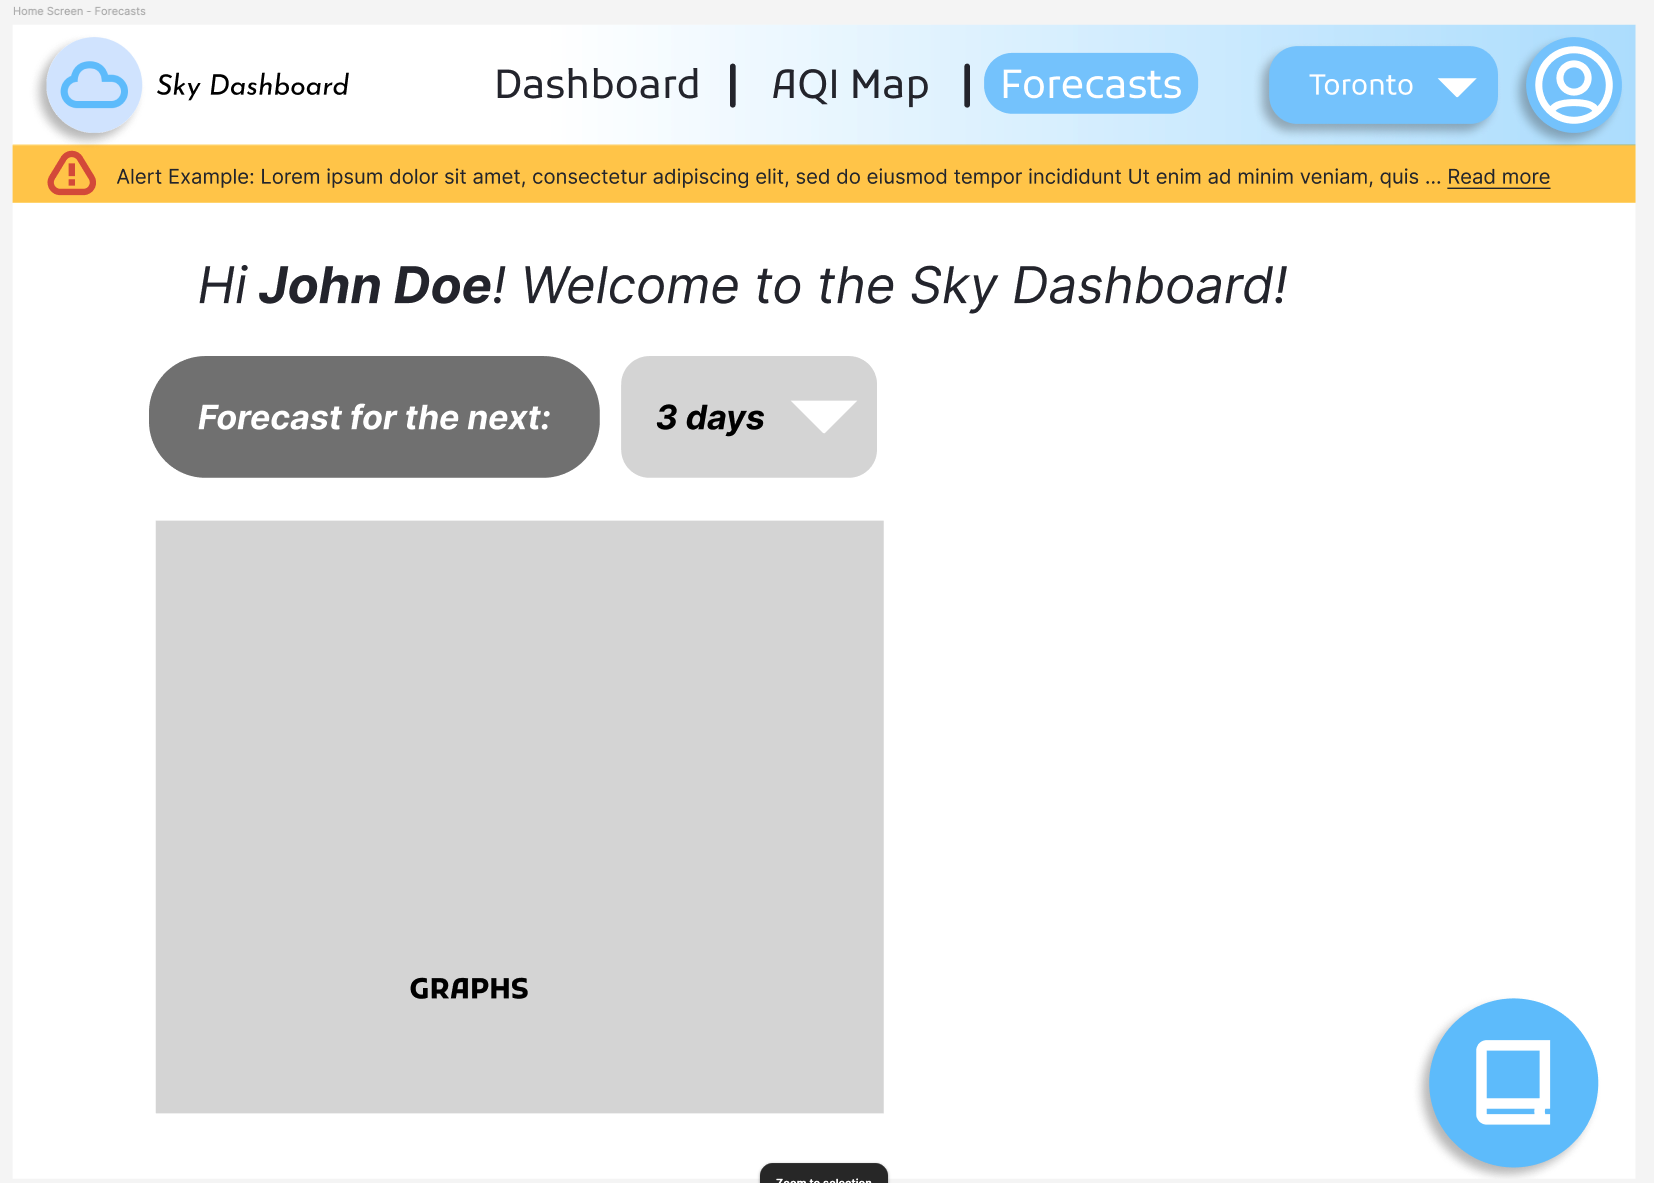 Home Screen - Forecasts
Sky Dashboard
Dashboard | AQI Map | Forecasts
Toronto
Alert Example: Lorem ipsum dolor sit amet, consectetur adipiscing elit, sed do eiusmod tempor incididunt Ut enim ad minim veniam, quis ... Read more
Hi John Doe! Welcome to the Sky Dashboard!
Forecast for the next:
3 days
GRAPHS
Zoom to selection